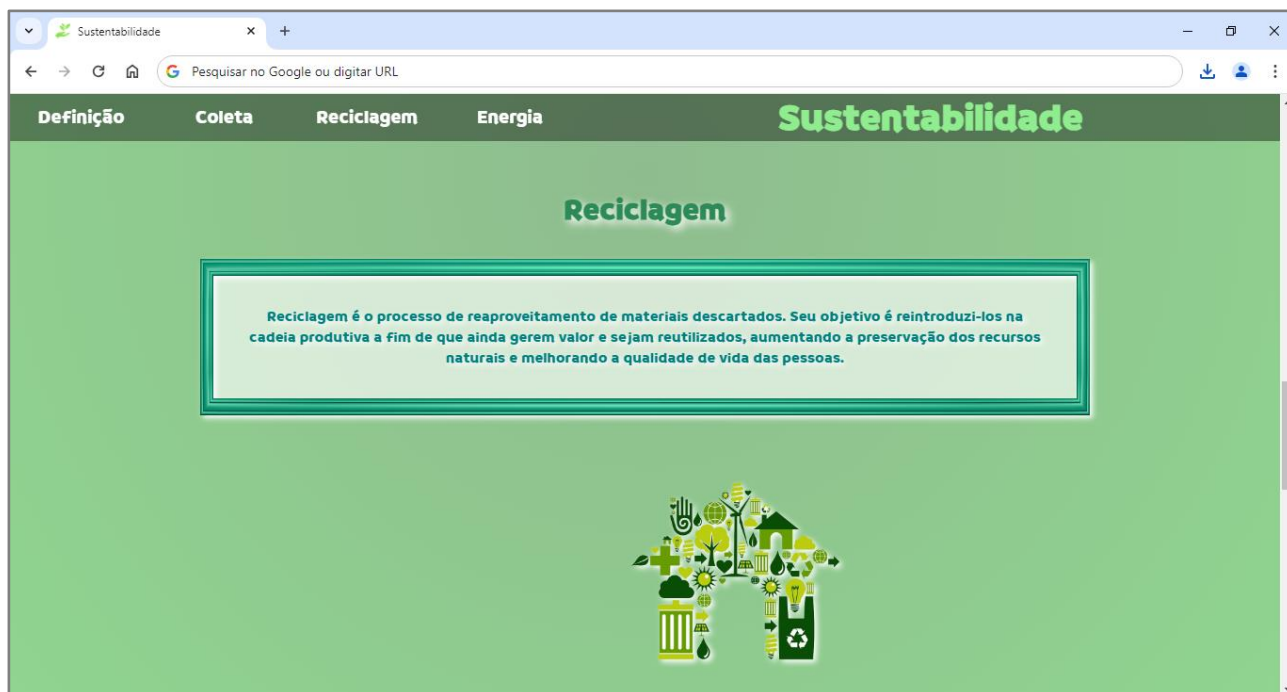 Sustentabilidade
Pesquisar no Google ou digitar URL
Definição Coleta Reciclagem Energia Sustentabilidade
Reciclagem
Reciclagem é o processo de reaproveitamento de materiais descartados. Seu objetivo é reintroduzi-los na
cadeia produtiva a fim de que ainda gerem valor e sejam reutilizados, aumentando a preservação dos recursos
naturais e melhorando a qualidade de vida das pessoas.